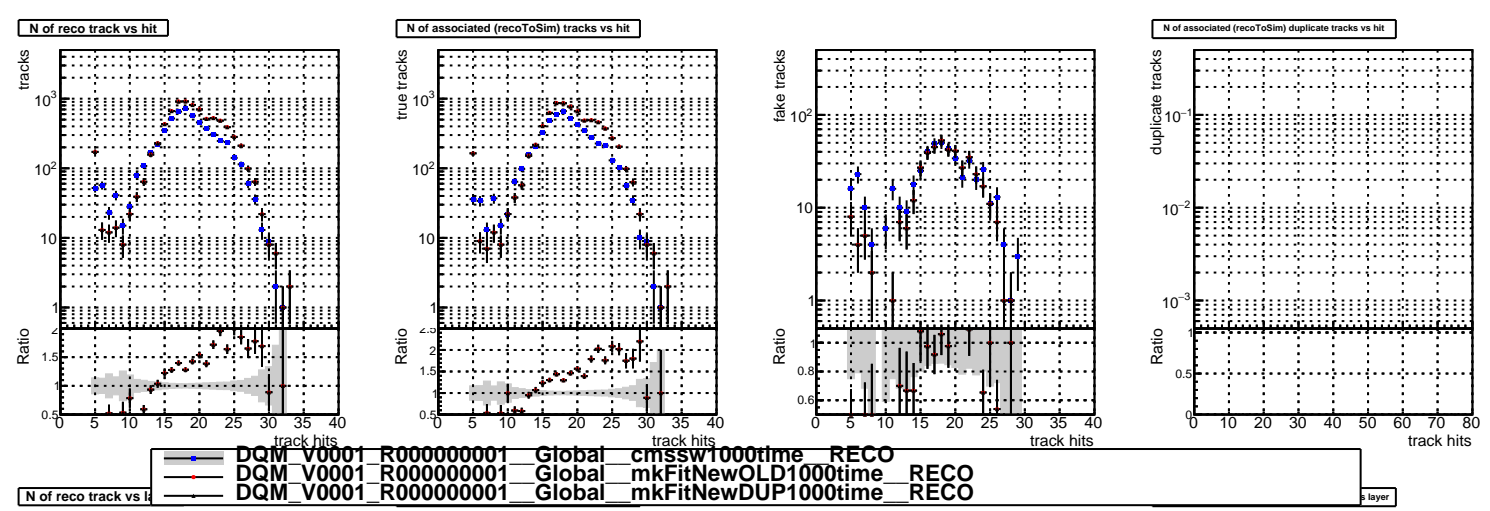 N of reco track vs hit
N of associated (recoToSim) tracks vs hit
N of associated (recoToSim) duplicate tracks vs hit
tracks
10³
10²
10
1
Ratio
2
1.5
1
0.5
0 5 10 15 20 25 30 35 40
track hits
true tracks
10³
10²
10
1
Ratio
2.5
2
1.5
1
0.5
0 5 10 15 20 25 30 35 40
track hits
fake tracks
10²
10
1
Ratio
1
0.8
0.6
0 5 10 15 20 25 30 35 40
track hits
duplicate tracks
10⁻¹
10⁻²
10⁻³
Ratio
1
0.5
0
0 10 20 30 40 50 60 70 80
track hits
DQM_V0001_R000000001__Global__cmssw1000time__RECO
DQM_V0001_R000000001__Global__mkFitNewOLD1000time__RECO
DQM_V0001_R000000001__Global__mkFitNewDUP1000time__RECO
N of reco track vs la
s layer